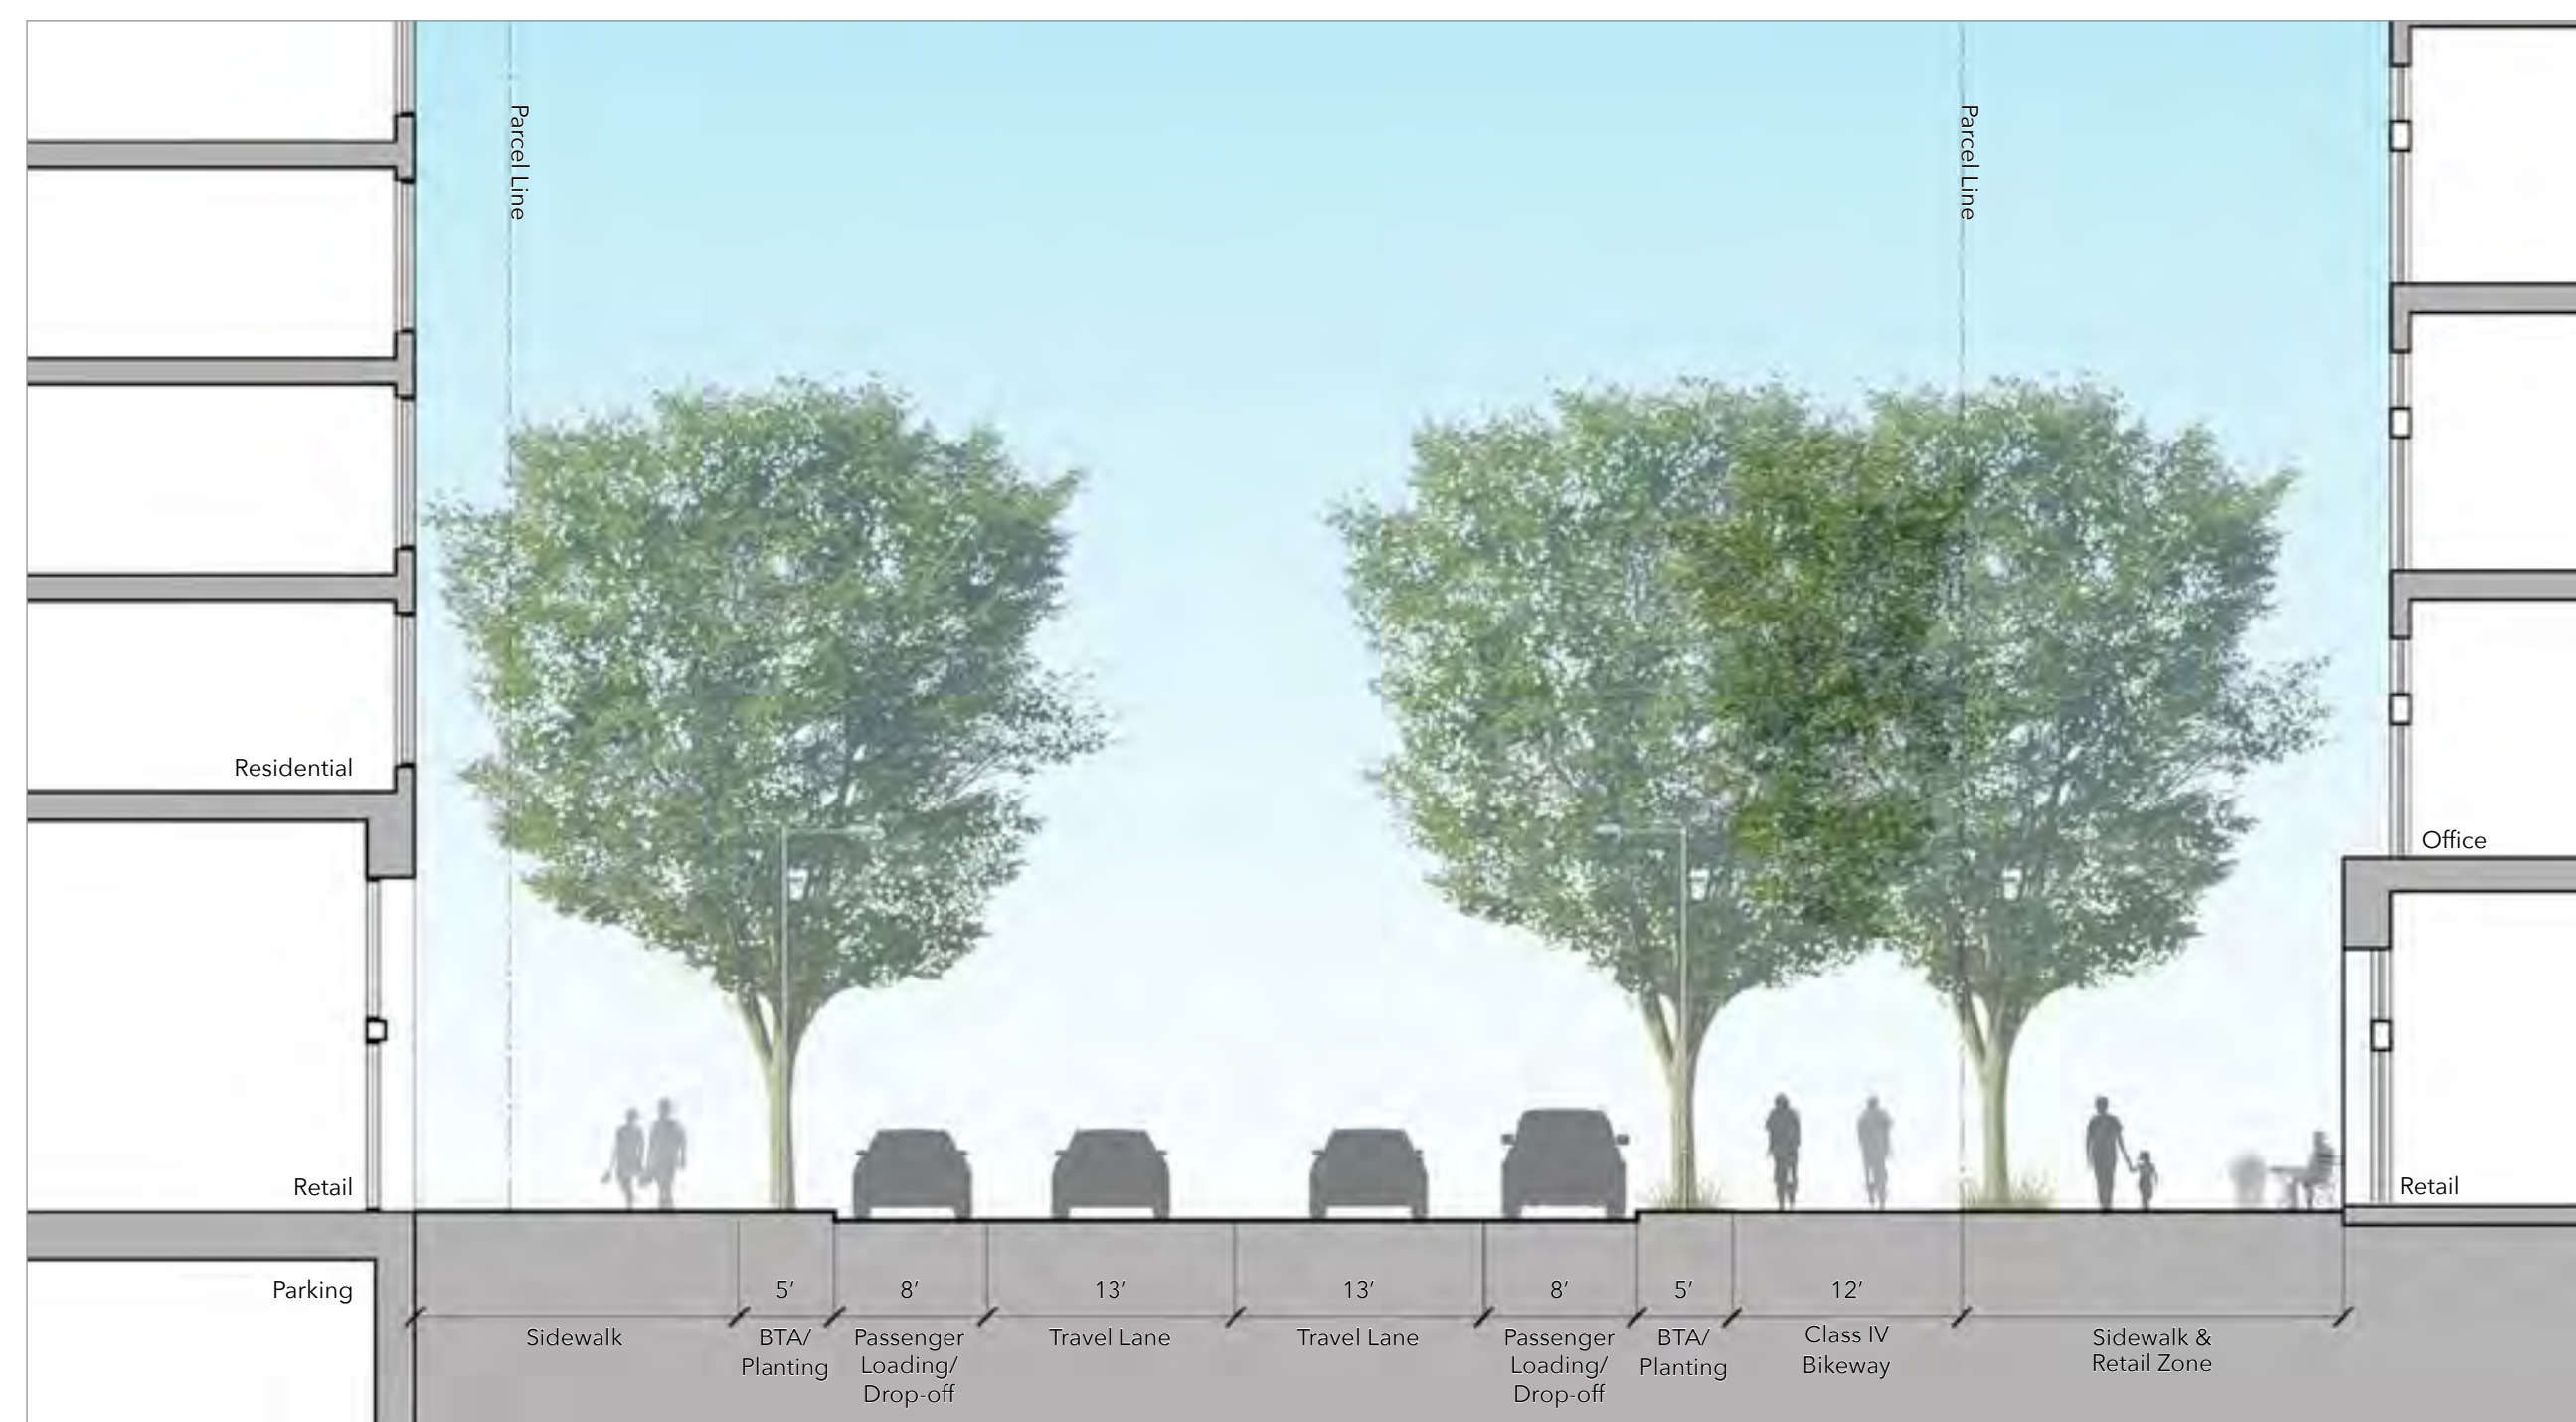 Parcel Line
Parcel Line
Residential
Office
Retail
Retail
Parking
5’
8’
13’
13’
8’
5’
12’
Sidewalk
BTA/
Planting
Passenger
Loading/
Drop-off
Travel Lane
Travel Lane
Passenger
Loading/
Drop-off
BTA/
Planting
Class IV
Bikeway
Sidewalk &
Retail Zone